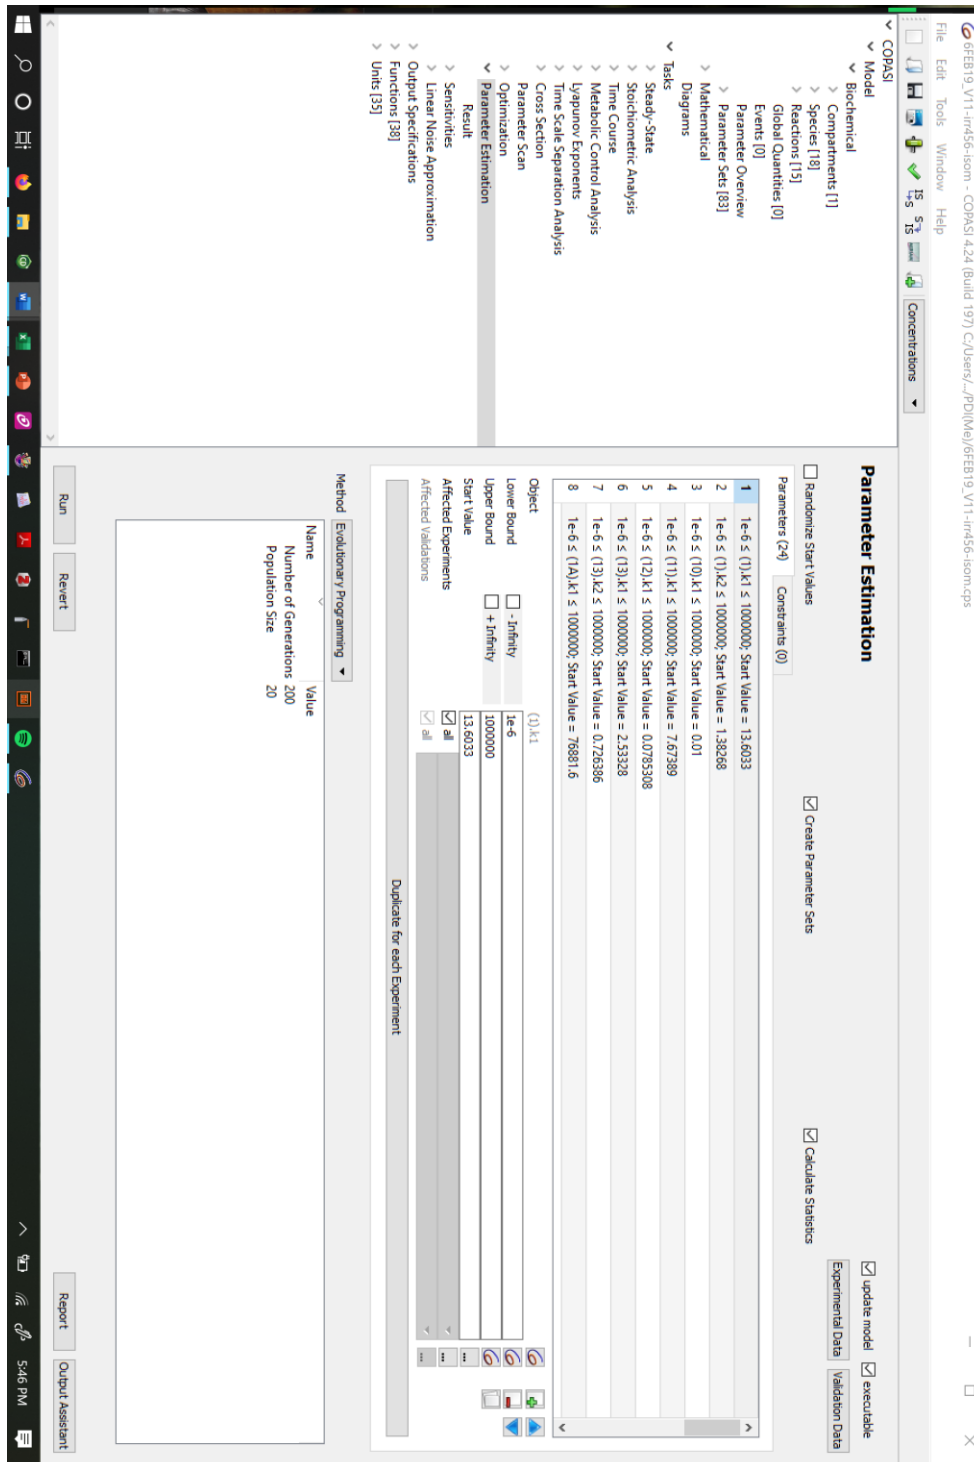 6FEB19_V11-irr456-isom - COPASI 4.24 (Build 197) C:/Users/.../PDI(Me)/6FEB19_V11-irr456-isom.cps
File Edit Tools Window Help
Concentrations
COPASI
Model
Biochemical
Compartments [1]
Species [18]
Reactions [15]
Global Quantities [0]
Events [0]
Parameter Overview
Parameter Sets [83]
Mathematical
Diagrams
Tasks
Steady-State
Stoichiometric Analysis
Time Course
Metabolic Control Analysis
Lyapunov Exponents
Time Scale Separation Analysis
Cross Section
Parameter Scan
Optimization
Parameter Estimation
Result
Sensitivities
Linear Noise Approximation
Output Specifications
Functions [38]
Units [35]
Parameter Estimation
update model executable
Experimental Data Validation Data
Randomize Start Values Create Parameter Sets Calculate Statistics
Parameters (24) Constraints (0)
1 1e-6 ≤ (1).k1 ≤ 1000000; Start Value = 13.6033
2 1e-6 ≤ (1).k2 ≤ 1000000; Start Value = 1.38268
3 1e-6 ≤ (10).k1 ≤ 1000000; Start Value = 0.01
4 1e-6 ≤ (11).k1 ≤ 1000000; Start Value = 7.67389
5 1e-6 ≤ (12).k1 ≤ 1000000; Start Value = 0.0785308
6 1e-6 ≤ (13).k1 ≤ 1000000; Start Value = 2.53328
7 1e-6 ≤ (13).k2 ≤ 1000000; Start Value = 0.726386
8 1e-6 ≤ (1A).k1 ≤ 1000000; Start Value = 76881.6
Object (1).k1
Lower Bound - Infinity 1e-6
Upper Bound + Infinity 1000000
Start Value 13.6033
Affected Experiments all
Affected Validations all
Duplicate for each Experiment
Method Evolutionary Programming
Name Value
Number of Generations 200
Population Size 20
Run Revert Report Output Assistant
5:46 PM